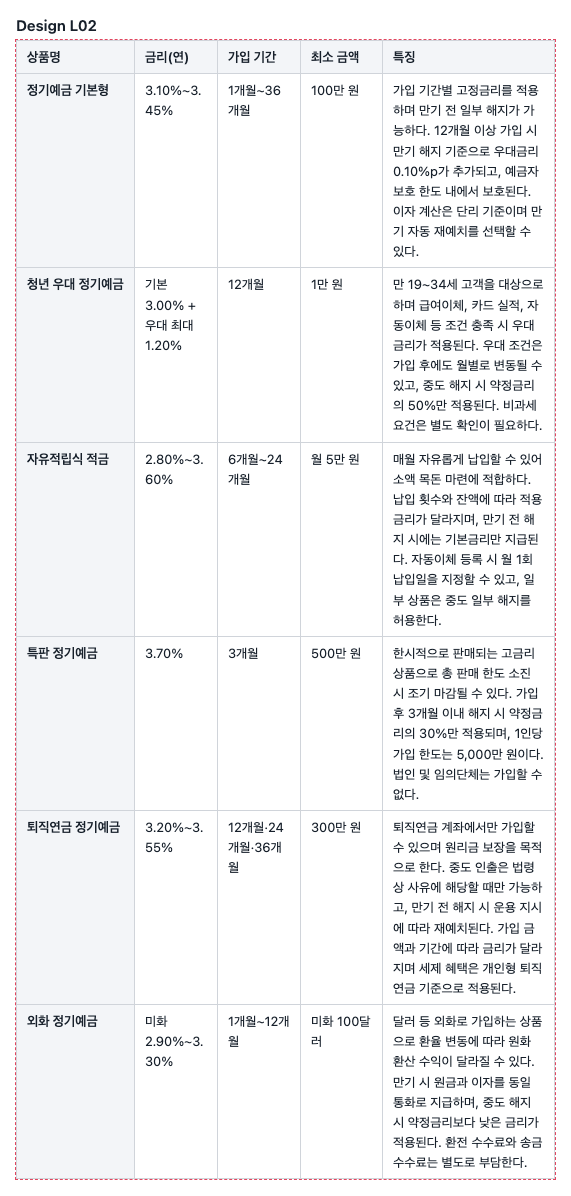 Design L02
상품명 금리(연) 가입 기간 최소 금액 특징
정기예금 기본형 3.10%~3. 1개월~36 100만 원 가입 기간별 고정금리를 적용
45% 개월 하며 만기 전 일부 해지가 가
능하다. 12개월 이상 가입 시
만기 해지 기준으로 우대금리
0.10%p가 추가되고, 예금자
보호 한도 내에서 보호된다.
이자 계산은 단리 기준이며 만
기 자동 재예치를 선택할 수
있다.
청년 우대 정기예금 기본 12개월 1만 원 만 19~34세 고객을 대상으로
3.00% + 하며 급여이체, 카드 실적, 자
우대 최대 동이체 등 조건 충족 시 우대
1.20% 금리가 적용된다. 우대 조건은
가입 후에도 월별로 변동될 수
있고, 중도 해지 시 약정금리
의 50%만 적용된다. 비과세
요건은 별도 확인이 필요하다.
자유적립식 적금 2.80%~3. 6개월~24 월 5만 원 매월 자유롭게 납입할 수 있어
60% 개월 소액 목돈 마련에 적합하다.
납입 횟수와 잔액에 따라 적용
금리가 달라지며, 만기 전 해
지 시에는 기본금리만 지급된
다. 자동이체 등록 시 월 1회
납입일을 지정할 수 있고, 일
부 상품은 중도 일부 해지를
허용한다.
특판 정기예금 3.70% 3개월 500만 원 한시적으로 판매되는 고금리
상품으로 총 판매 한도 소진
시 조기 마감될 수 있다. 가입
후 3개월 이내 해지 시 약정금
리의 30%만 적용되며, 1인당
가입 한도는 5,000만 원이다.
법인 및 임의단체는 가입할 수
없다.
퇴직연금 정기예금 3.20%~3. 12개월·24 300만 원 퇴직연금 계좌에서만 가입할
55% 개월·36개 수 있으며 원리금 보장을 목적
월 으로 한다. 중도 인출은 법령
상 사유에 해당할 때만 가능하
고, 만기 전 해지 시 운용 지시
에 따라 재예치된다. 가입 금
액과 기간에 따라 금리가 달라
지며 세제 혜택은 개인형 퇴직
연금 기준으로 적용된다.
외화 정기예금 미화 1개월~12개 미화 100달 달러 등 외화로 가입하는 상품
2.90%~3. 월 러 으로 환율 변동에 따라 원화
30% 환산 수익이 달라질 수 있다.
만기 시 원금과 이자를 동일
통화로 지급하며, 중도 해지
시 약정금리보다 낮은 금리가
적용된다. 환전 수수료와 송금
수수료는 별도로 부담한다.